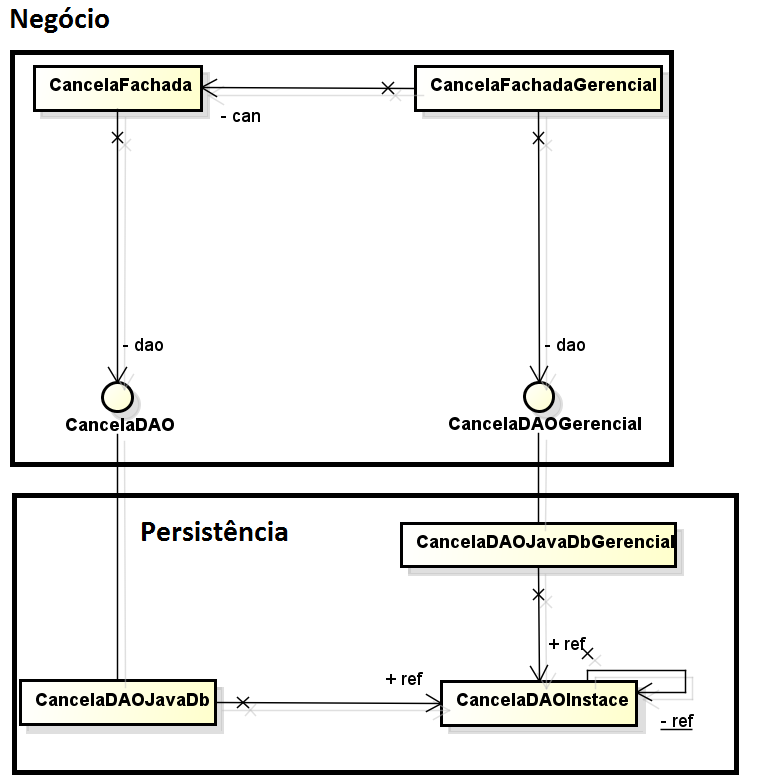 Negócio
CancelaFachada
CancelaFachadaGerencial
- can
- dao
- dao
CancelaDAO
CancelaDAOGerencial
Persistência
CancelaDAOJavaDbGerencial
+ ref
+ ref
CancelaDAOJavaDb
CancelaDAOInstace
- ref